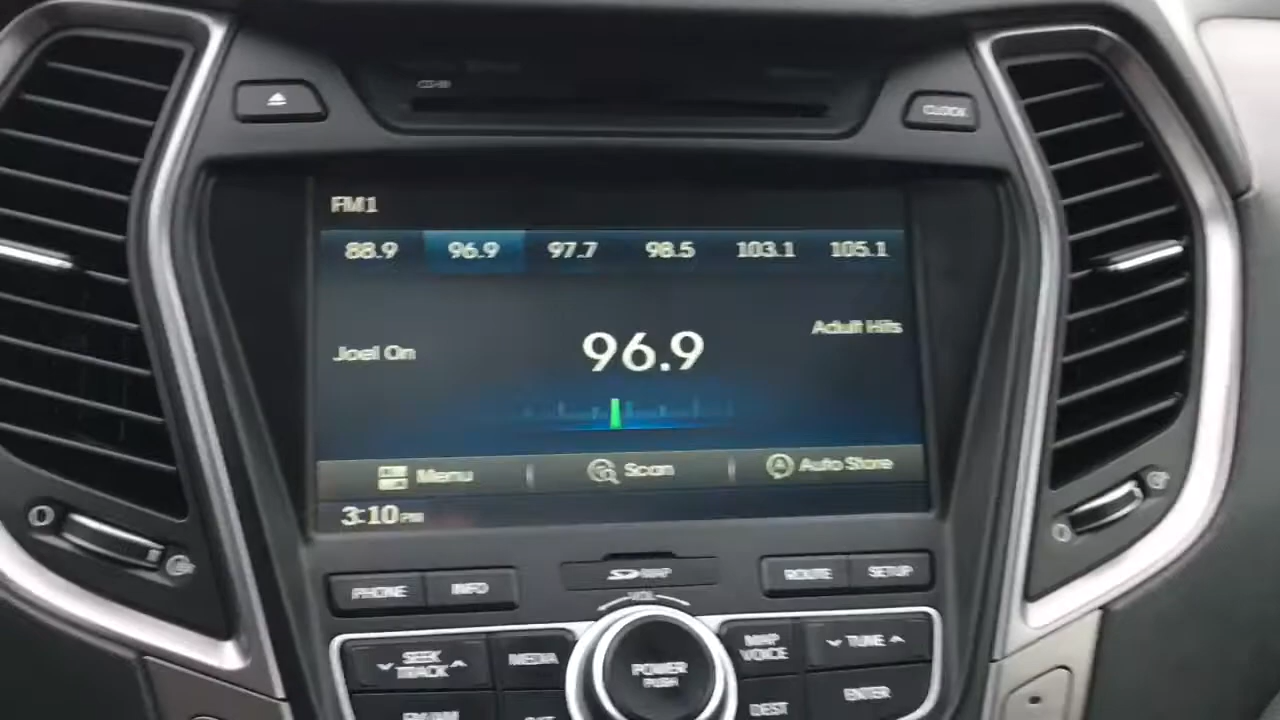 CLOCK
FM1
88.9 96.9 97.7 98.5 103.1 105.1
Adult Hits
Joel On 96.9
Menu Scan Auto Store
3:10 PM
PHONE INFO SD MAP ROUTE SETUP
VOL
SEEK TRACK MEDIA POWER PUSH MAP VOICE TUNE
DEST ENTER